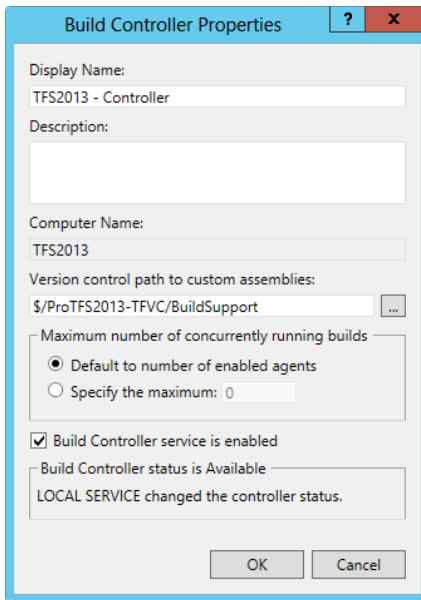 Build Controller Properties
?
x
Display Name:
TFS2013 - Controller
Description:
Computer Name:
TFS2013
Version control path to custom assemblies:
$/ProTFS2013-TFVC/BuildSupport
...
Maximum number of concurrently running builds
Default to number of enabled agents
Specify the maximum: 0
Build Controller service is enabled
Build Controller status is Available
LOCAL SERVICE changed the controller status.
OK
Cancel